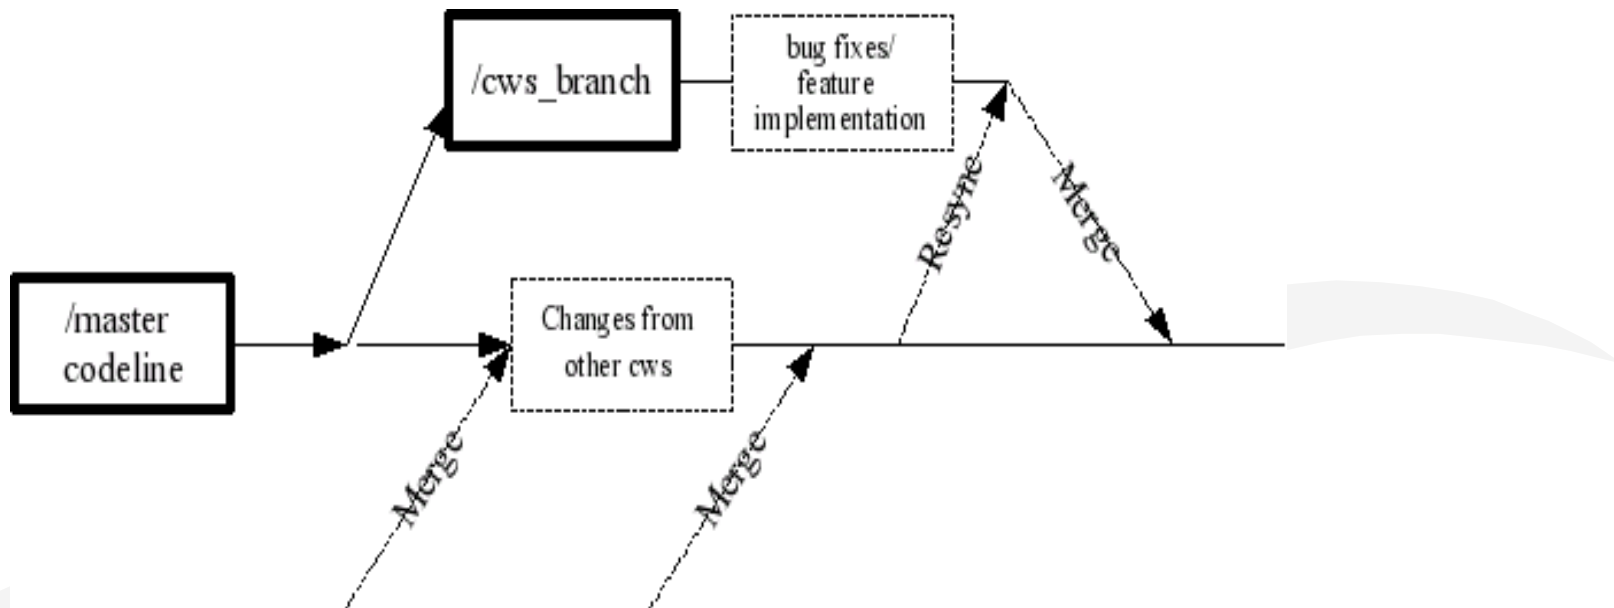 /cws_branch
bug fixes/
feature
implementation
Resync
Merge
/master
codeline
Changes from
other cws
Merge
Merge